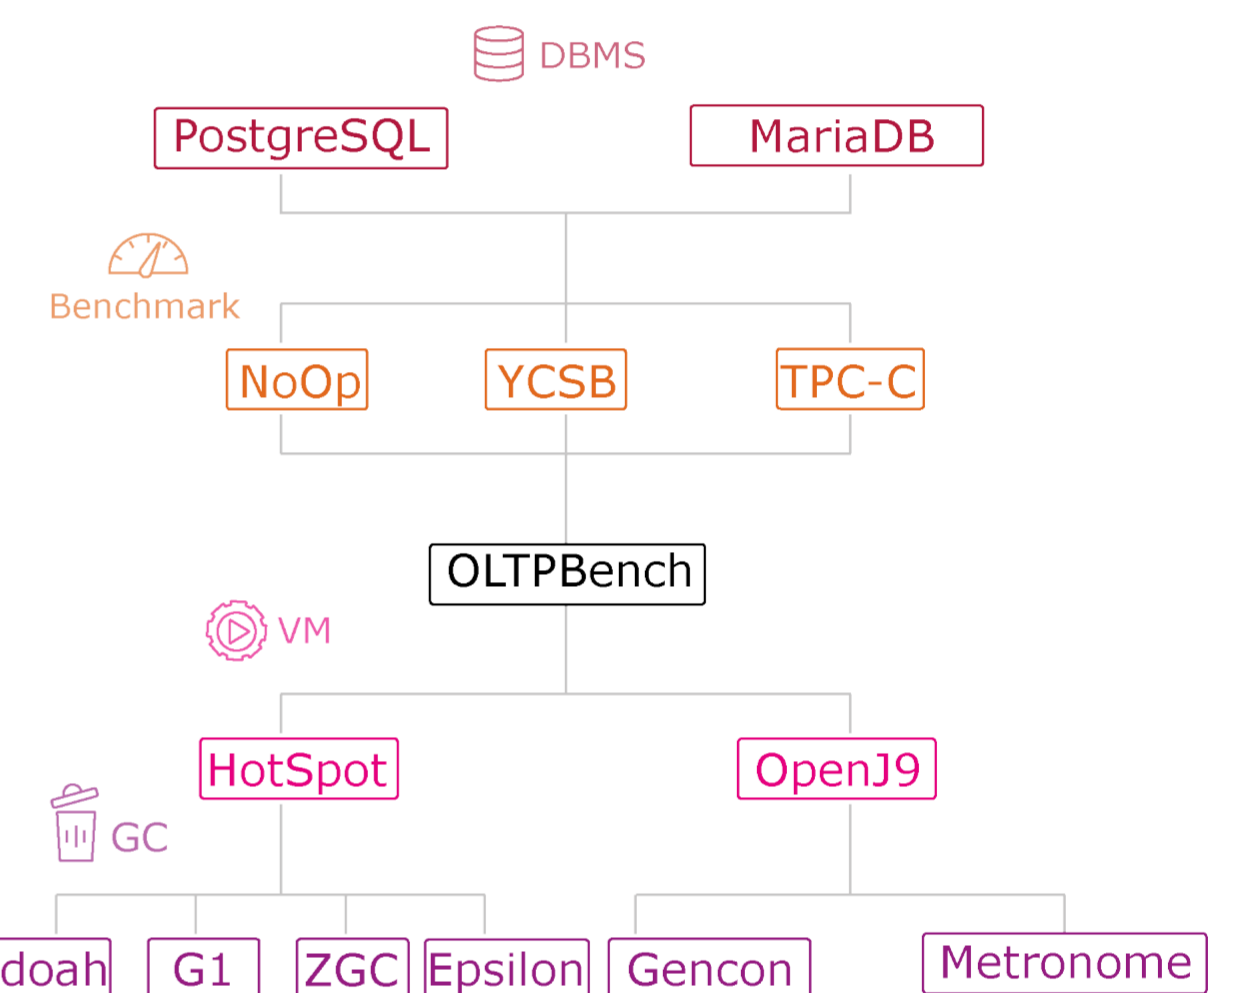 DBMS
PostgreSQL
MariaDB
Benchmark
NoOp
YCSB
TPC-C
OLTPBench
VM
HotSpot
OpenJ9
GC
doah
G1
ZGC
Epsilon
Gencon
Metronome